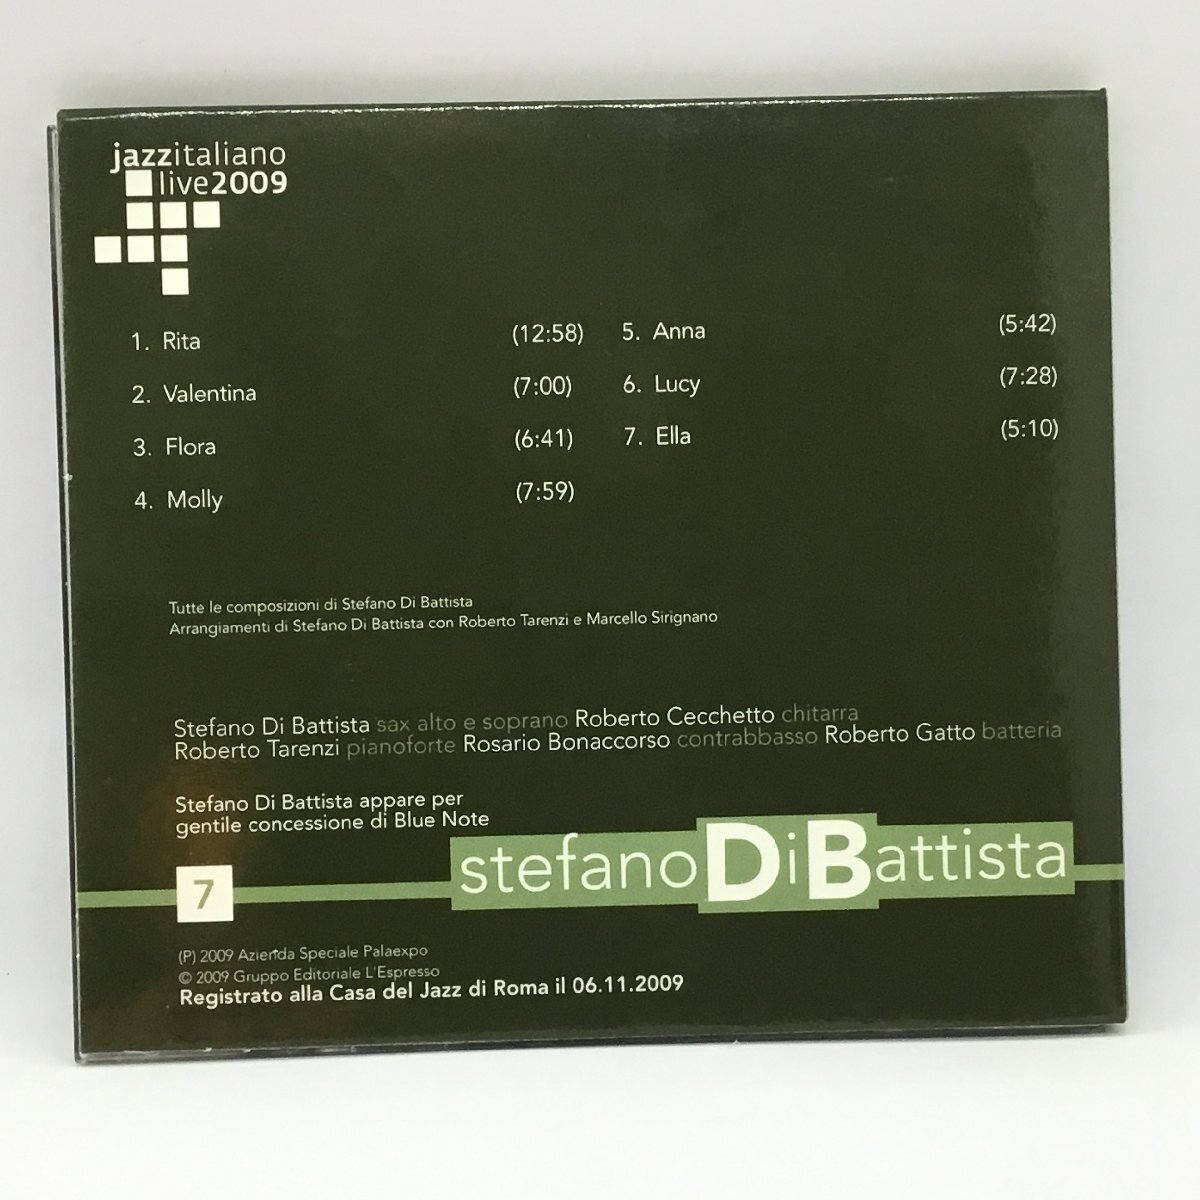 jazzitaliano
live2009
1. Rita (12:58)
2. Valentina (7:00)
3. Flora (6:41)
4. Molly (7:59)
5. Anna (5:42)
6. Lucy (7:28)
7. Ella (5:10)
Tutte le composizioni di Stefano Di Battista
Arrangiamenti di Stefano Di Battista con Roberto Tarenzi e Marcello Sirignano
Stefano Di Battista sax alto e soprano Roberto Cecchetto chitarra
Roberto Tarenzi pianoforte Rosario Bonaccorso contrabbasso Roberto Gatto batteria
Stefano Di Battista appare per
gentile concessione di Blue Note
stefanoDiBattista
7
(P) 2009 Azienda Speciale Palaexpo
© 2009 Gruppo Editoriale L'Espresso
Registrato alla Casa del Jazz di Roma il 06.11.2009